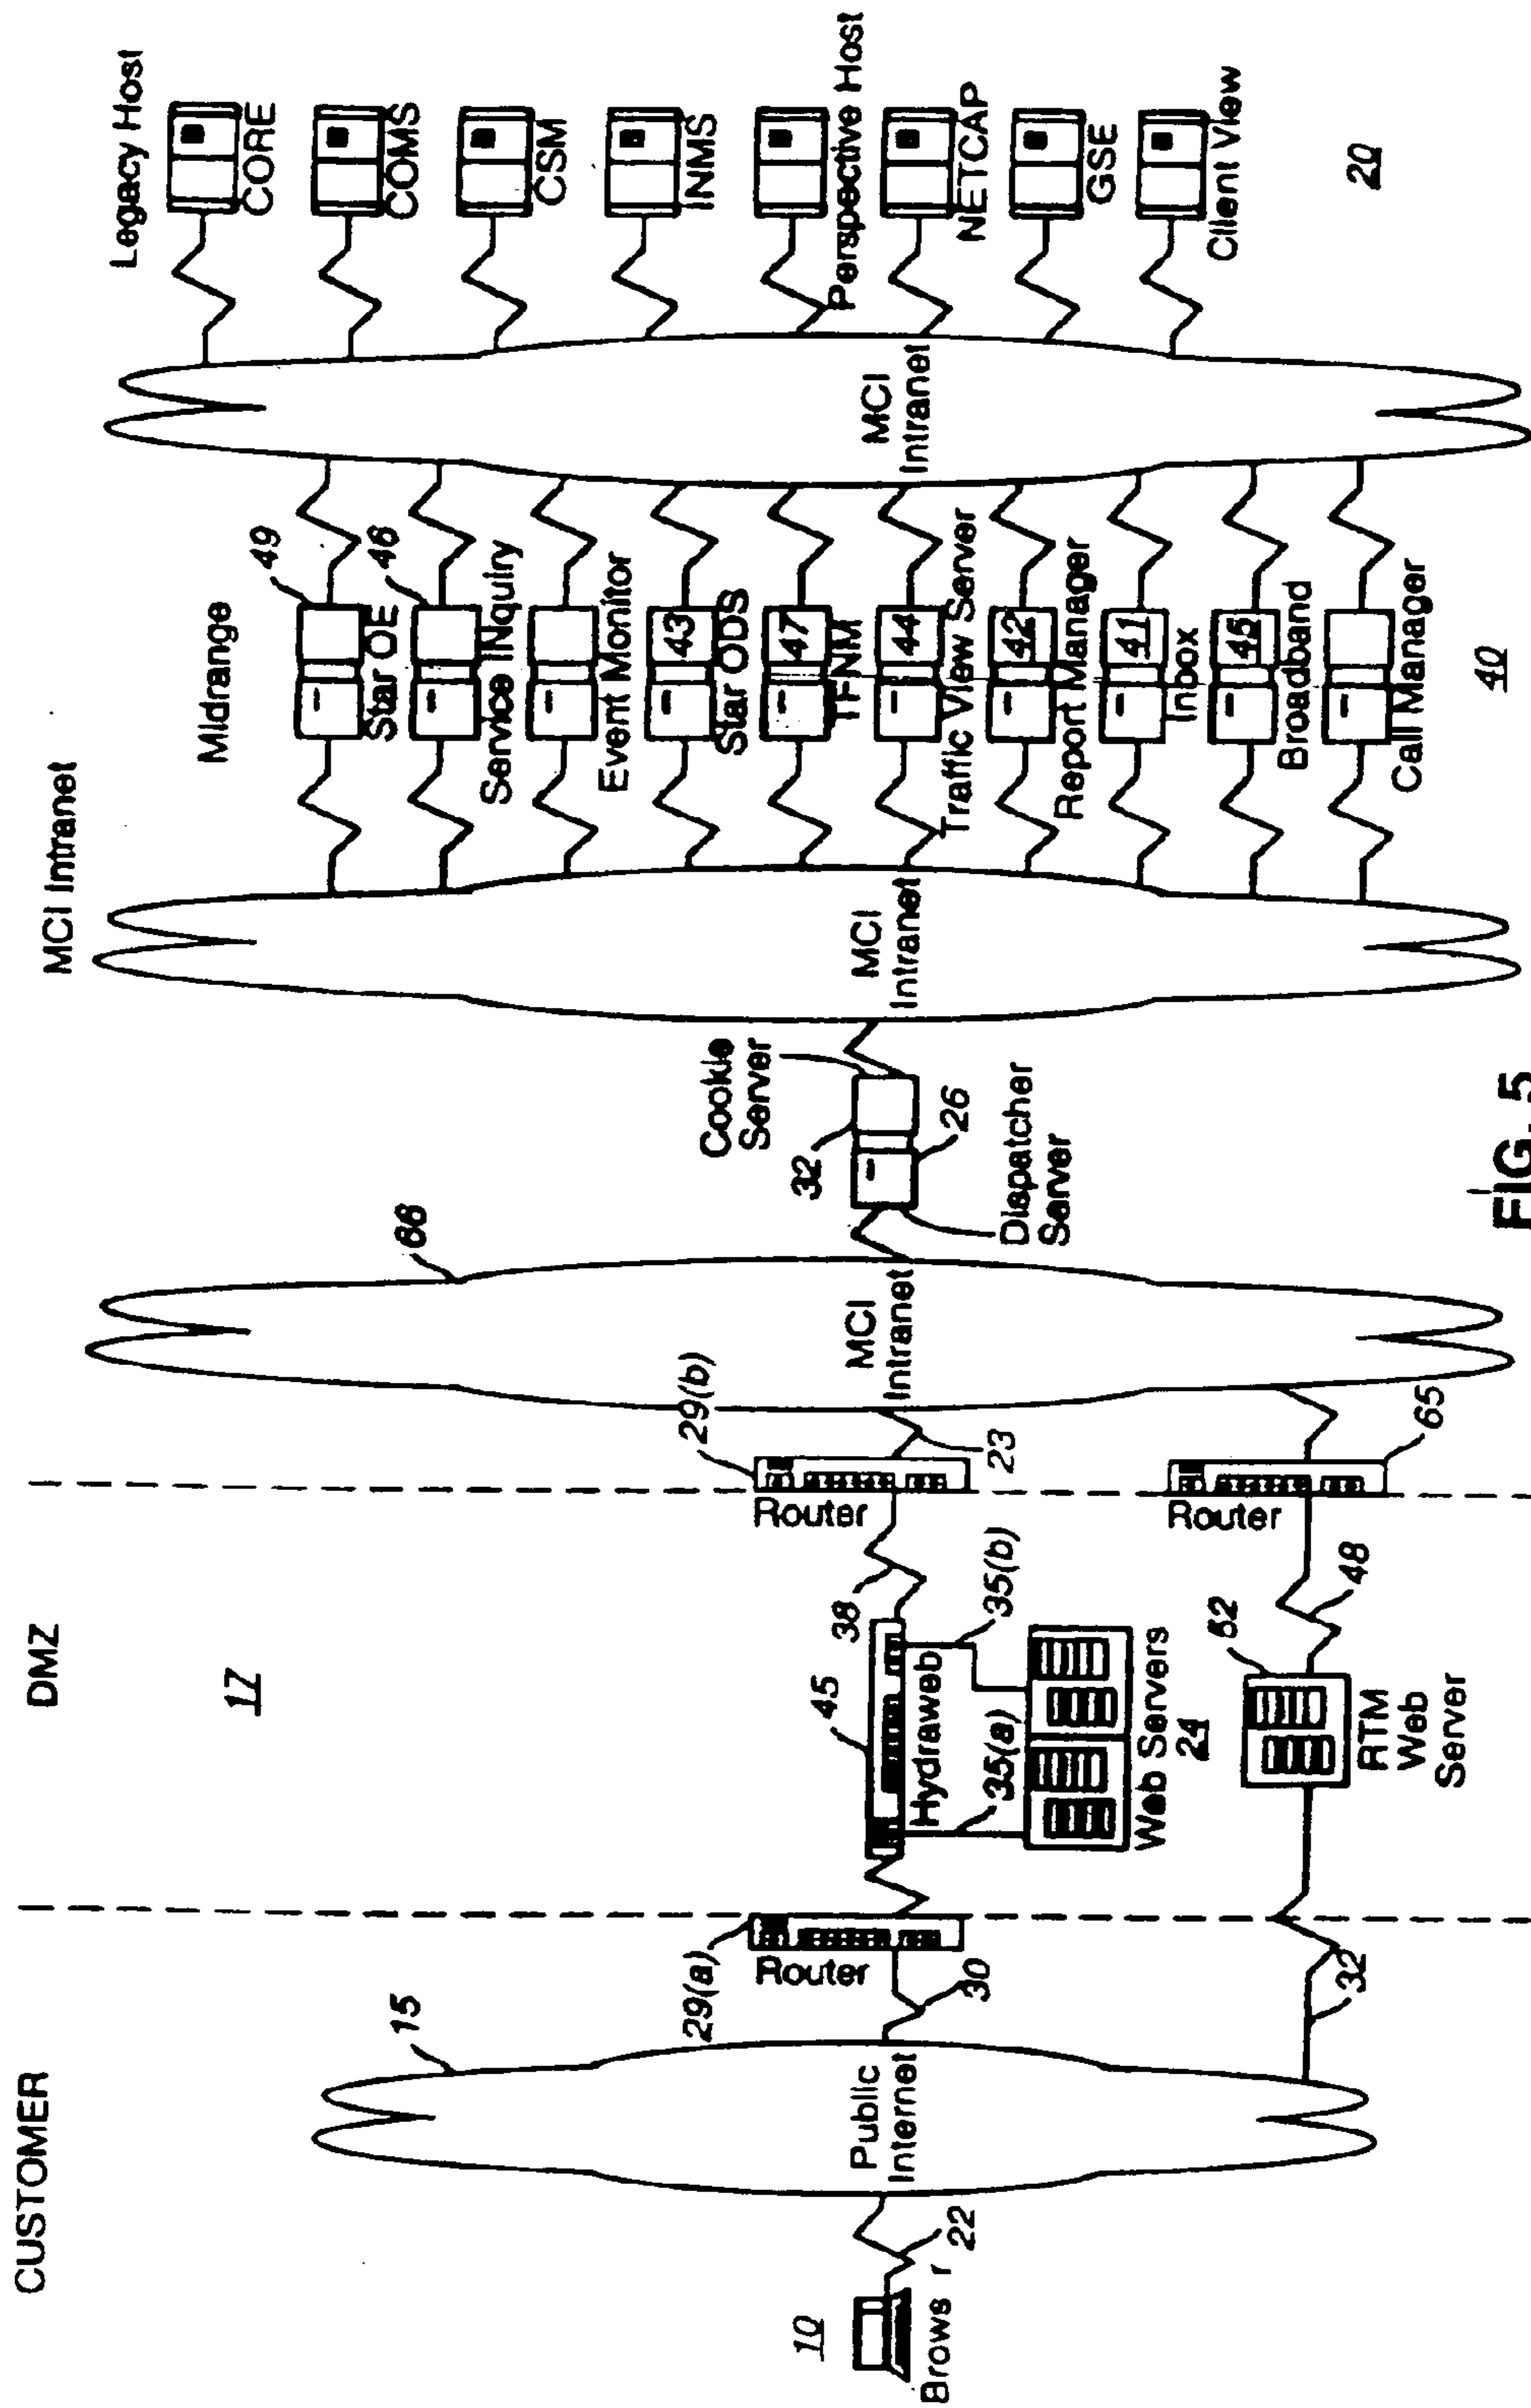 CUSTOMER
DMZ
MCI Intranet
17
10
Brows r
22
15
Public
Internet
29(a)
Router
30
32
45
Hydraweb
38
35(a)
35(b)
Web Servers
24
52
RTM
Web
Server
48
29(b)
Router
23
Router
65
66
MCI
Intranet
Cookie
Server
32
26
Dispatcher
Server
MCI
Intranet
Midrange
49
Star OE
46
Service INquiry
Event Monitor
43
Star ODS
47
TFNM
44
Traffic View Server
42
Report Manager
41
Inbox
45
Broadband
Call Manager
40
MCI
Intranet
Legacy Host
CORE
COMS
CSM
INMS
Perspective Host
NETCAP
GSE
Client View
20
FIG. 5